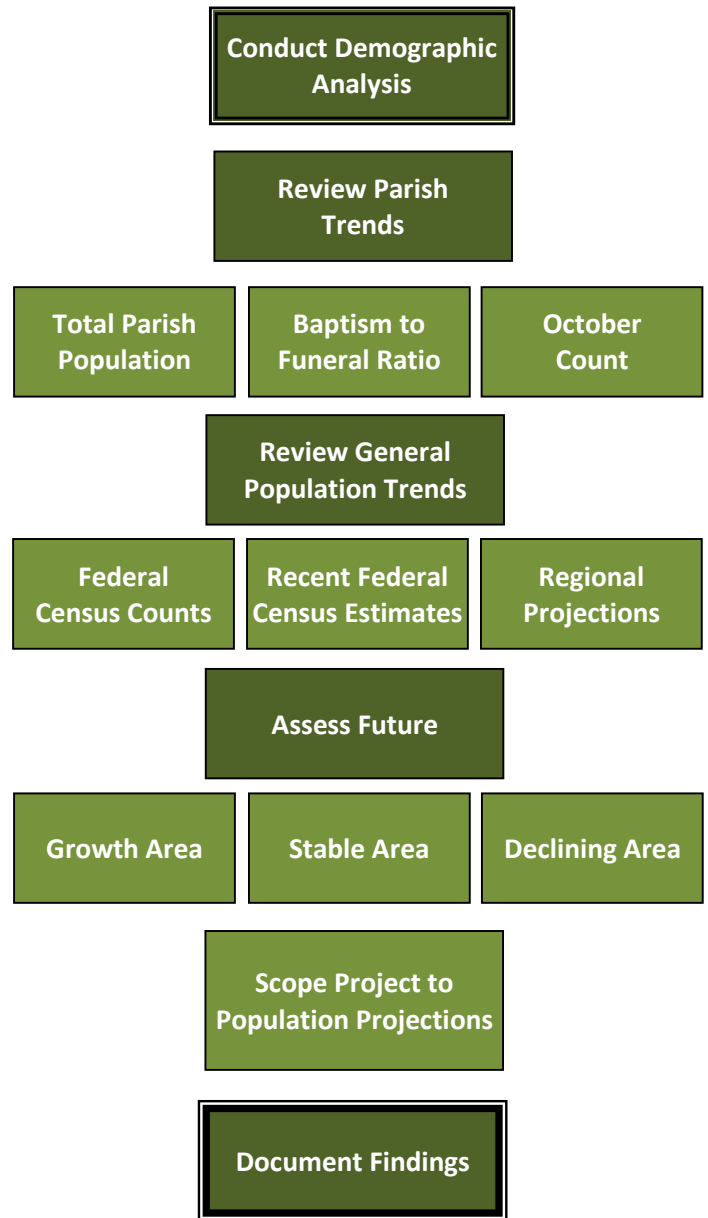 Conduct Demographic
Analysis
Review Parish
Trends
Total Parish
Population
Baptism to
Funeral Ratio
October
Count
Review General
Population Trends
Federal
Census Counts
Recent Federal
Census Estimates
Regional
Projections
Assess Future
Growth Area
Stable Area
Declining Area
Scope Project to
Population Projections
Document Findings